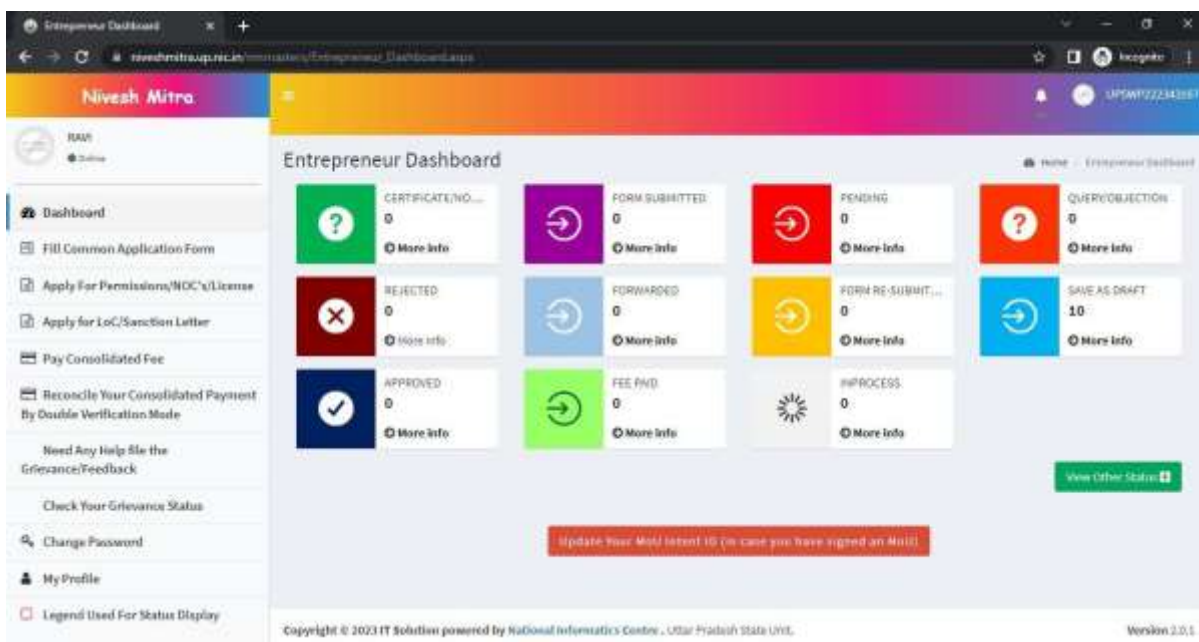 Entrepreneur Dashboard
niveshmitra.up.nic.in/nmmasters/Entrepreneur_Dashboard.aspx
Incognito
Nivesh Mitra
RAVI
Online
Dashboard
Fill Common Application Form
Apply For Permissions/NOC's/License
Apply for LoC/Sanction Letter
Pay Consolidated Fee
Reconcile Your Consolidated Payment
By Double Verification Mode
Need Any Help file the
Grievance/Feedback
Check Your Grievance Status
Change Password
My Profile
Legend Used For Status Display
Entrepreneur Dashboard
Home
Entrepreneur Dashboard
CERTIFICATE/NO...
0
More info
FORM SUBMITTED
0
More info
PENDING
0
More info
QUERY/OBJECTION
0
More info
REJECTED
0
More info
FORWARDED
0
More info
FORM RE-SUBMIT...
0
More info
SAVE AS DRAFT
10
More info
APPROVED
0
More info
FEE PAID
0
More info
INPROCESS
0
More info
View Other Status
Update Your MoU Intent ID (in case you have signed an MoU)
Copyright © 2023 IT Solution powered by National Informatics Centre., Uttar Pradesh State Unit.
Version 2.0.1